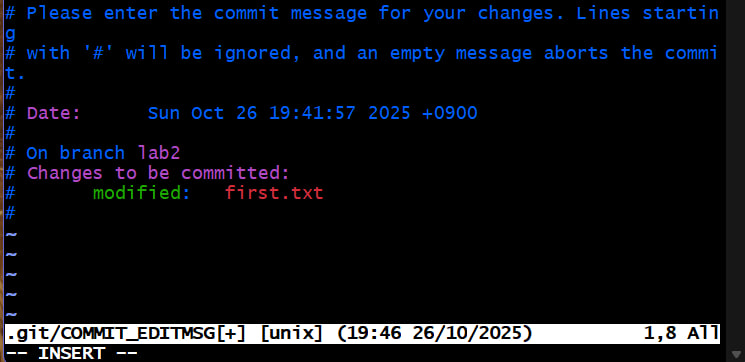 # Please enter the commit message for your changes. Lines startin
g
# with '#' will be ignored, and an empty message aborts the commi
t.
#
# Date:      Sun Oct 26 19:41:57 2025 +0900
#
# On branch lab2
# Changes to be committed:
#       modified:   first.txt
#
~
~
~
~
~
.git/COMMIT_EDITMSG[+] [unix] (19:46 26/10/2025)          1,8 All
-- INSERT --